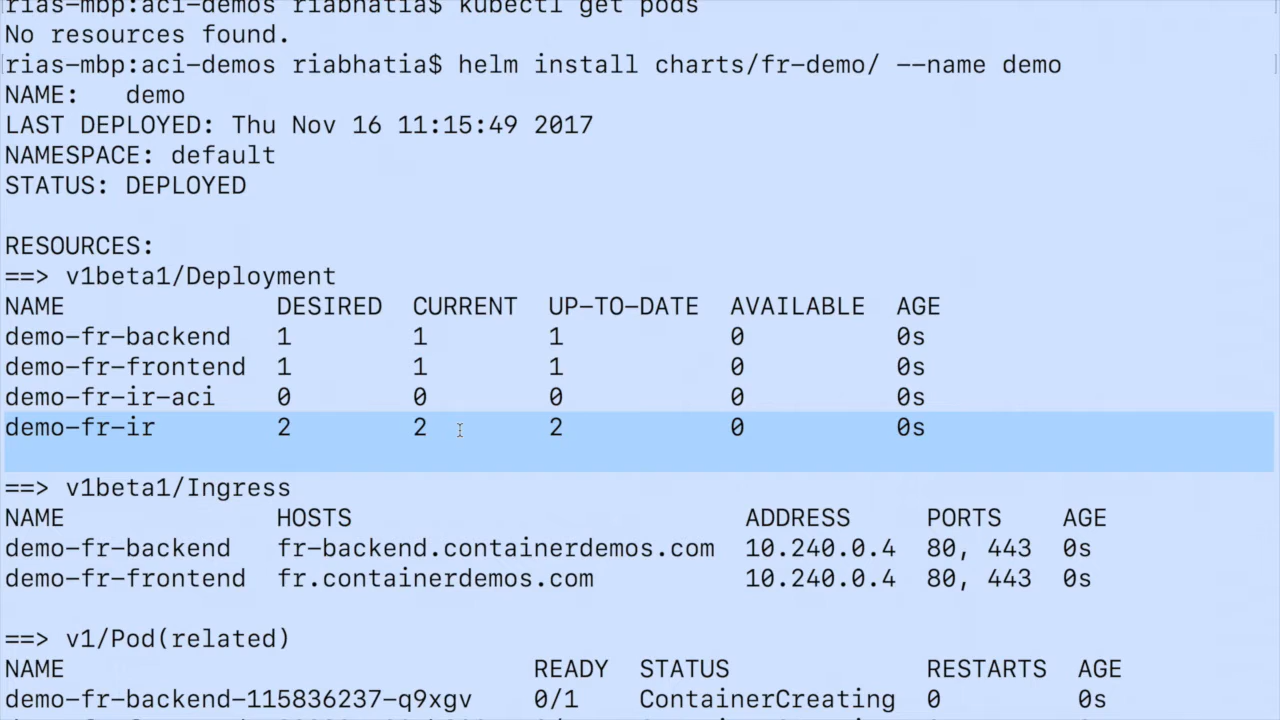 rias-mbp:aci-demos riabhatia$ kubectl get pods
No resources found.
rias-mbp:aci-demos riabhatia$ helm install charts/fr-demo/ --name demo
NAME:   demo
LAST DEPLOYED: Thu Nov 16 11:15:49 2017
NAMESPACE: default
STATUS: DEPLOYED
RESOURCES:
==> v1beta1/Deployment
NAME DESIRED CURRENT UP-TO-DATE AVAILABLE AGE
demo-fr-backend 1 1 1 0 0s
demo-fr-frontend 1 1 1 0 0s
demo-fr-ir-aci 0 0 0 0 0s
demo-fr-ir 2 2 2 0 0s
==> v1beta1/Ingress
NAME HOSTS ADDRESS PORTS AGE
demo-fr-backend fr-backend.containerdemos.com 10.240.0.4 80, 443 0s
demo-fr-frontend fr.containerdemos.com 10.240.0.4 80, 443 0s
==> v1/Pod(related)
NAME READY STATUS RESTARTS AGE
demo-fr-backend-115836237-q9xgv 0/1 ContainerCreating 0 0s